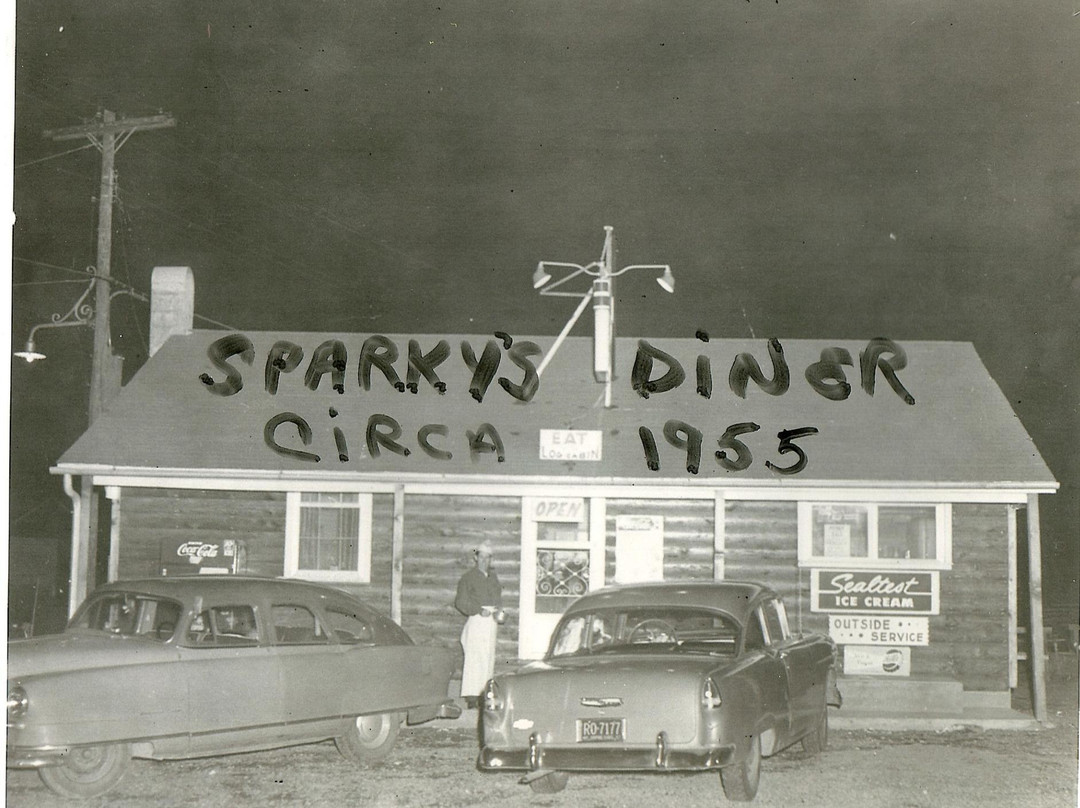 SPARKY'S DINER
CIRCA 1955
EAT
LOG CABIN
OPEN
Coca-Cola
Sealtest
ICE CREAM
OUTSIDE
SERVICE
RO-7177